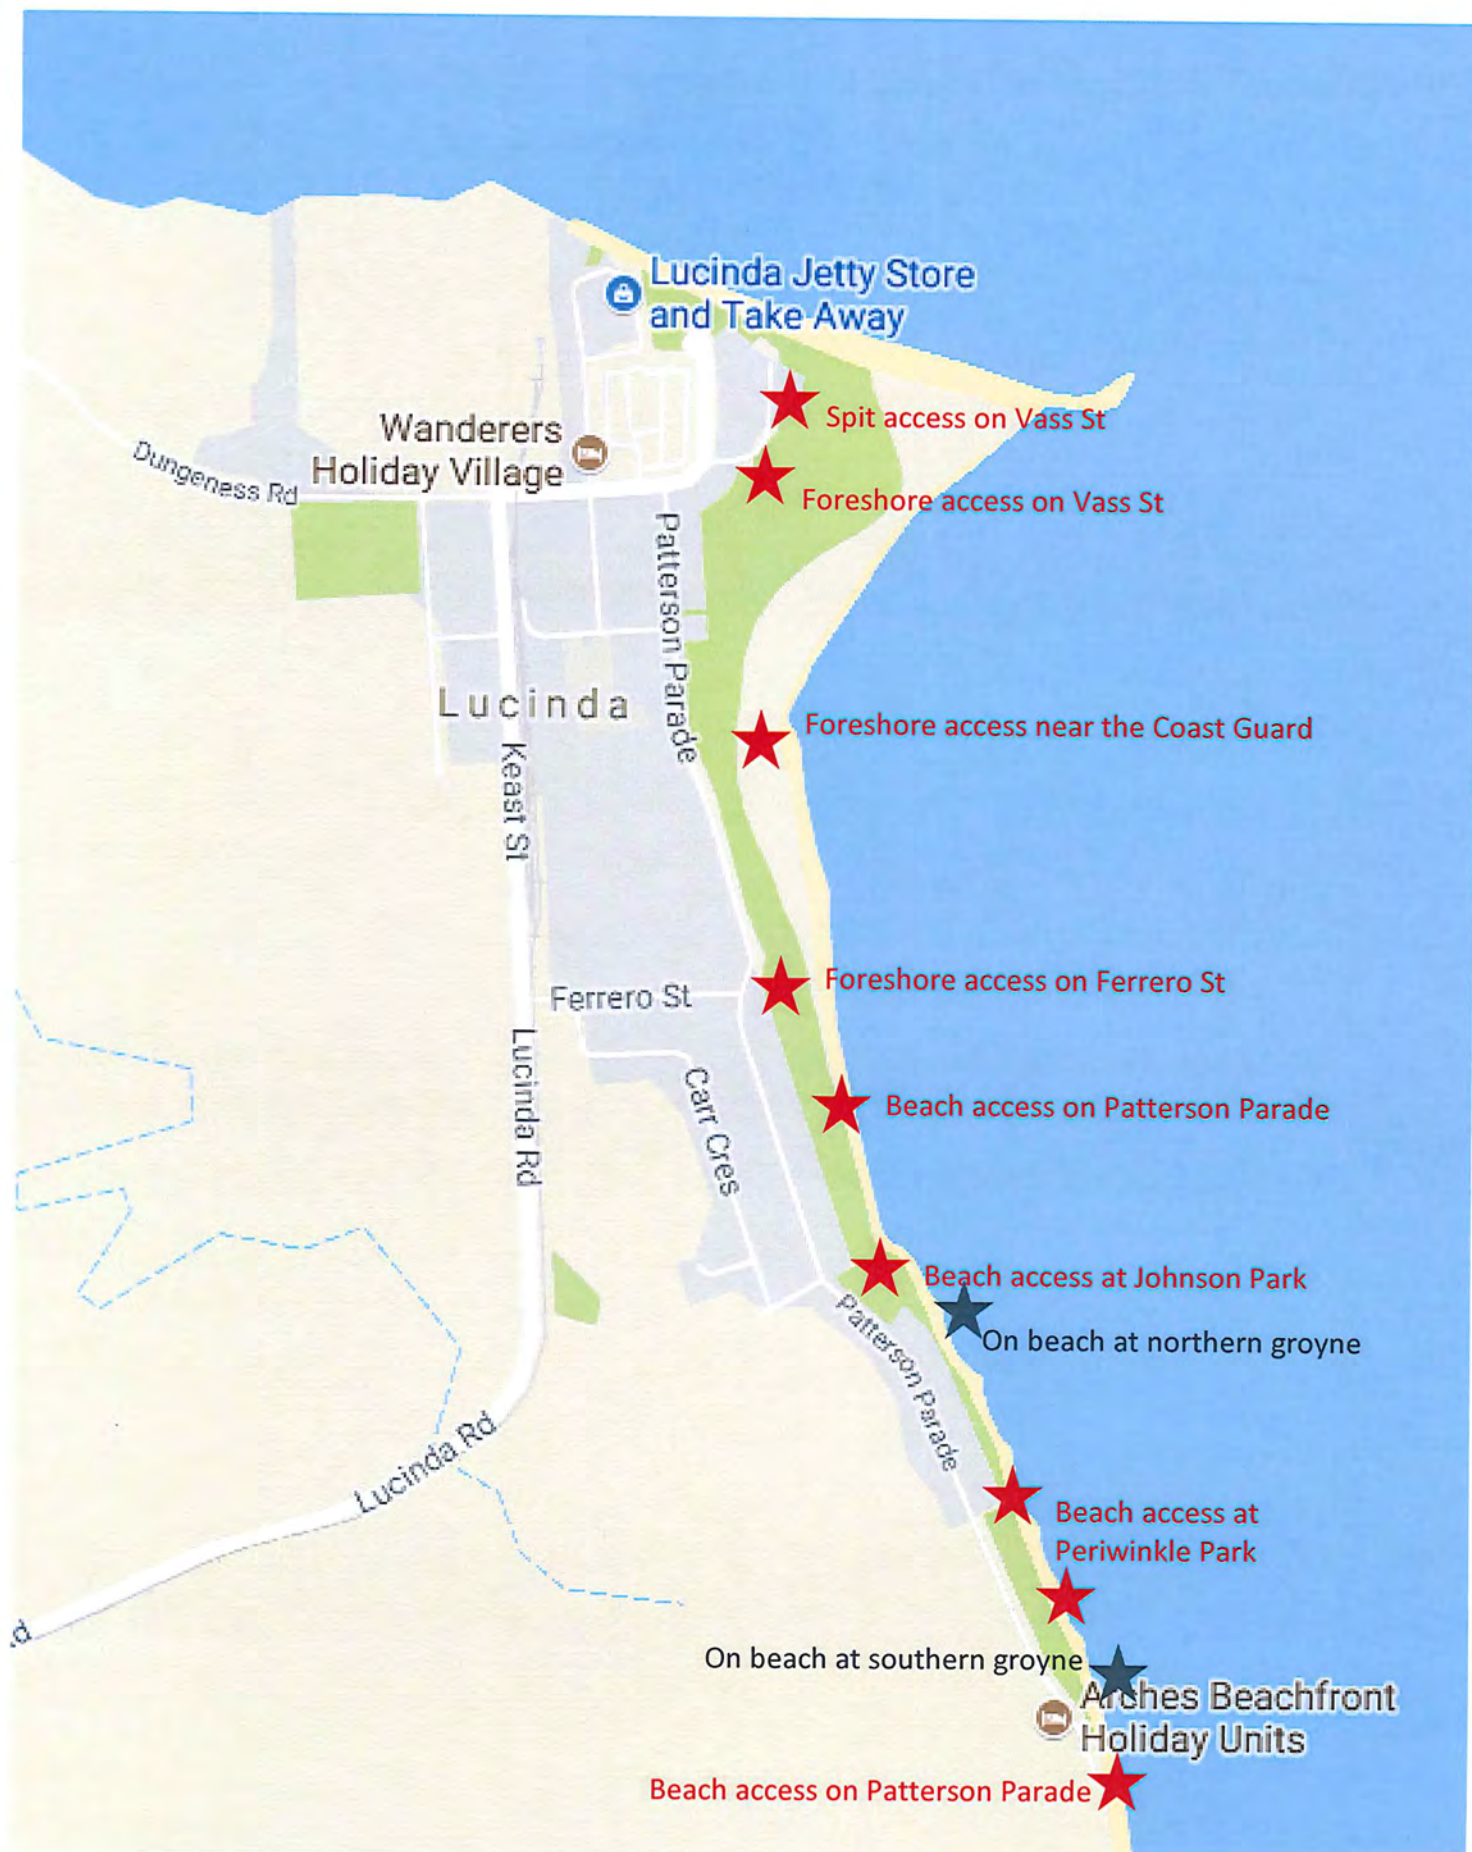 Lucinda Jetty Store
and Take Away
Spit access on Vass St
Wanderers
Holiday Village
Dungeness Rd
Foreshore access on Vass St
Patterson Parade
Lucinda
Foreshore access near the Coast Guard
Keast St
Foreshore access on Ferrero St
Ferrero St
Lucinda Rd
Carr Cres
Beach access on Patterson Parade
Beach access at Johnson Park
Patterson Parade
On beach at northern groyne
Lucinda Rd
Beach access at
Periwinkle Park
d
On beach at southern groyne
Arches Beachfront
Holiday Units
Beach access on Patterson Parade